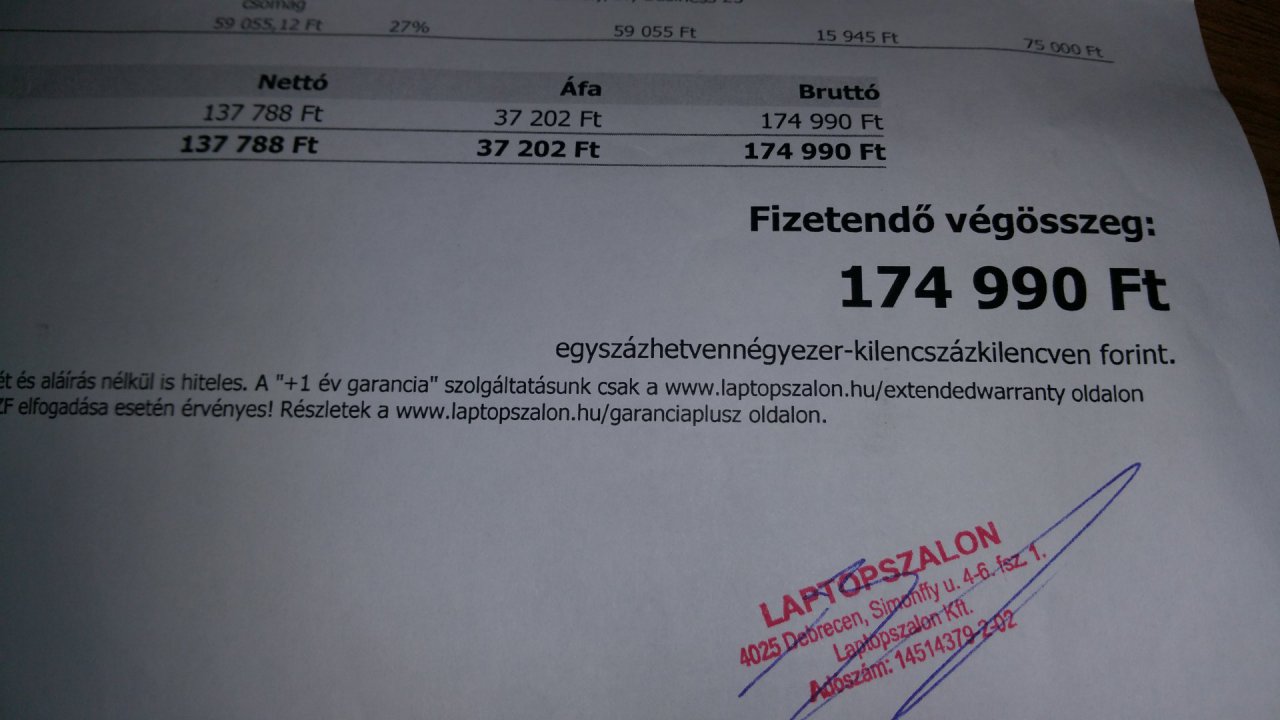 csomag
59 055,12 Ft 27% 59 055 Ft 15 945 Ft 75 000 Ft
Nettó Áfa Bruttó
137 788 Ft 37 202 Ft 174 990 Ft
137 788 Ft 37 202 Ft 174 990 Ft
Fizetendő végösszeg:
174 990 Ft
egyszázhetvennégyezer-kilencszázkilencven forint.
ét és aláírás nélkül is hiteles. A "+1 év garancia" szolgáltatásunk csak a www.laptopszalon.hu/extendedwarranty oldalon
ZF elfogadása esetén érvényes! Részletek a www.laptopszalon.hu/garanciaplusz oldalon.
LAPTOPSZALON
4025 Debrecen, Simonffy u. 4-6. fsz. 1.
Laptopszalon Kft.
Adószám: 14514379-2-02